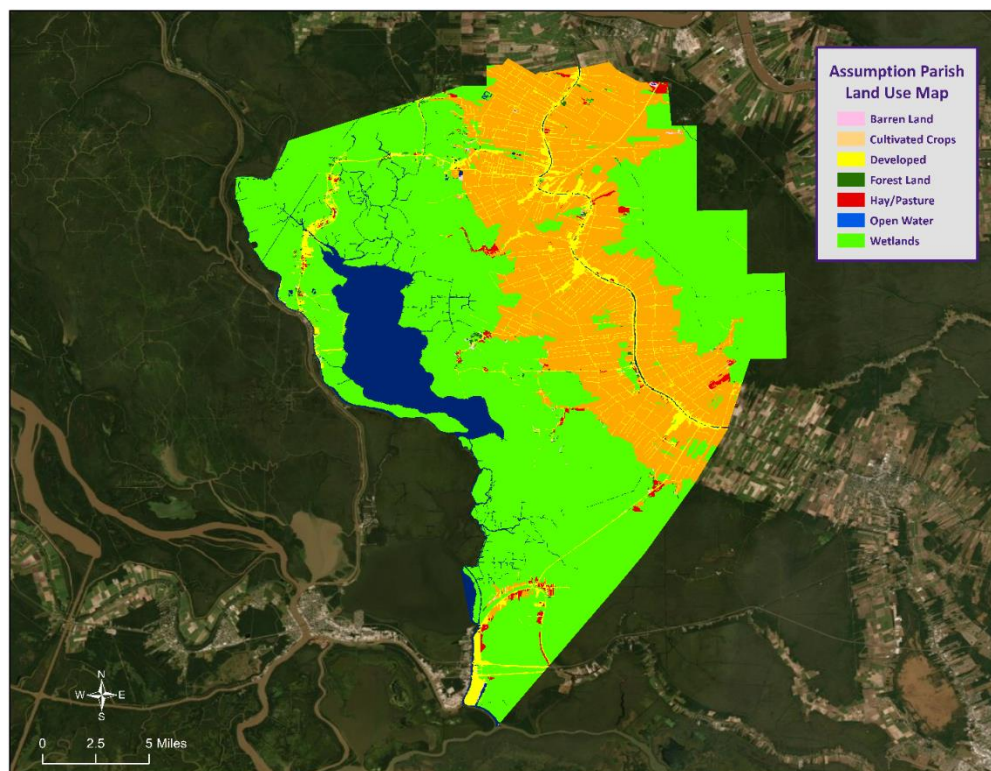 Assumption Parish
Land Use Map
Barren Land
Cultivated Crops
Developed
Forest Land
Hay/Pasture
Open Water
Wetlands
N
W E
S
0 2.5 5 Miles